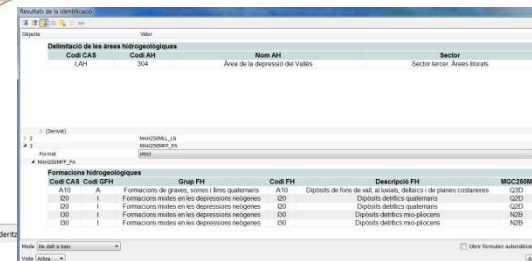 Resultats de la identificació
Objecte Valor
Delimitació de les àrees hidrogeològiques
Codi CAS Codi AH Nom AH Sector
LAH 304 Àrea de la depressió del Vallès Sector tercer. Àrees litorals
(Derivat)
2 MAH250MLL_LN
3 MAH250MFP_PA
Format Html
MAH250MFP_PA
Formacions hidrogeològiques
Codi CAS Codi GFH Grup FH Codi FH Descripció FH MGC250M
A10 A Formacions de graves, sorres i llims quaternaris A10 Dipòsits de fons de vall, al·luvials, deltaics i de planes costaneres Q3D
I20 I Formacions mixtes en les depressions neògenes I20 Dipòsits detrítics quaternaris Q2D
I20 I Formacions mixtes en les depressions neògenes I20 Dipòsits detrítics quaternaris Q2D
I30 I Formacions mixtes en les depressions neògenes I30 Dipòsits detrítics mio-pliocens N2B
I30 I Formacions mixtes en les depressions neògenes I30 Dipòsits detrítics mio-pliocens N2B
Mode De dalt a baix Obrir formulari automàtica
Vista Arbre